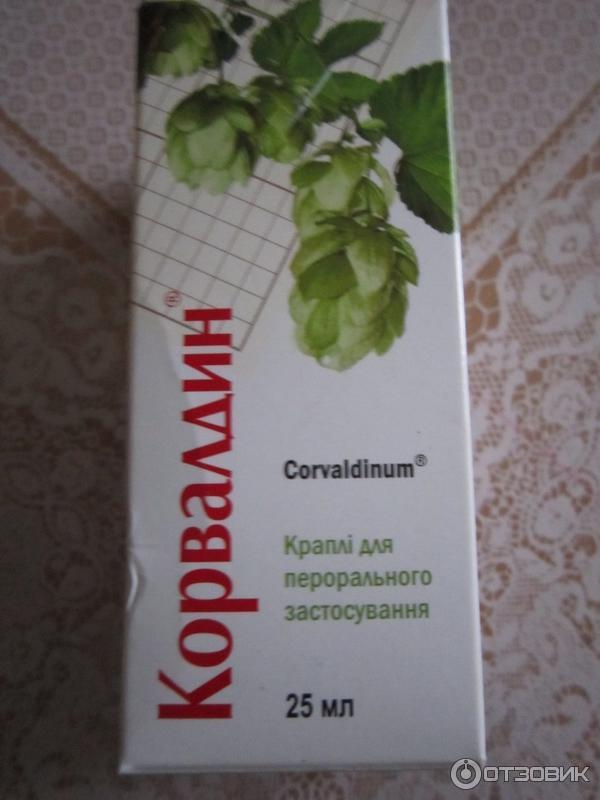 Корвалдин®
Corvaldinum®
Краплі для
перорального
застосування
25 мл
ОТЗОВИК